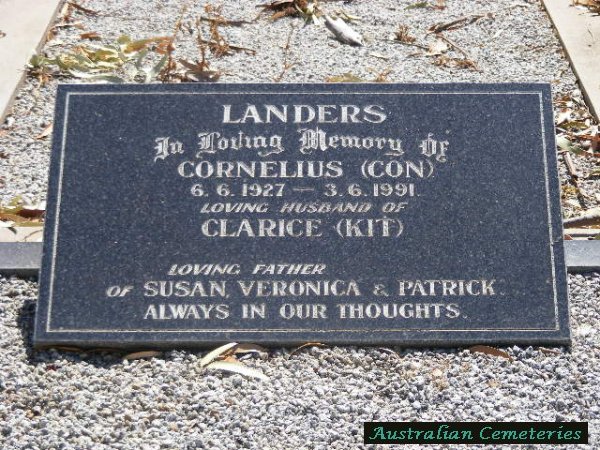 LANDERS
In Loving Memory Of
CORNELIUS (CON)
6.6.1927 — 3.6.1991
LOVING HUSBAND OF
CLARICE (KIT)
LOVING FATHER
OF SUSAN, VERONICA & PATRICK.
ALWAYS IN OUR THOUGHTS.
Australian Cemeteries